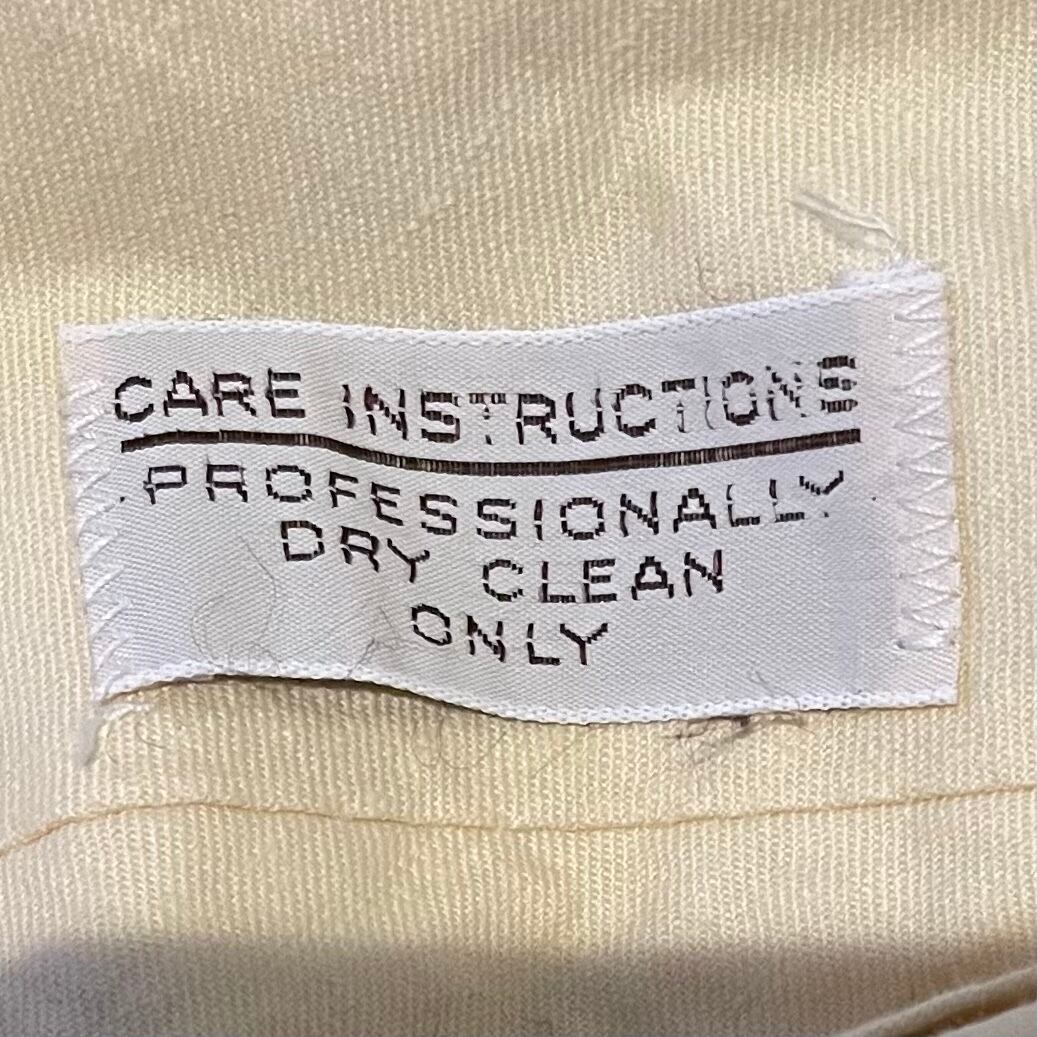 CARE INSTRUCTIONS
PROFESSIONALLY
DRY CLEAN
ONLY